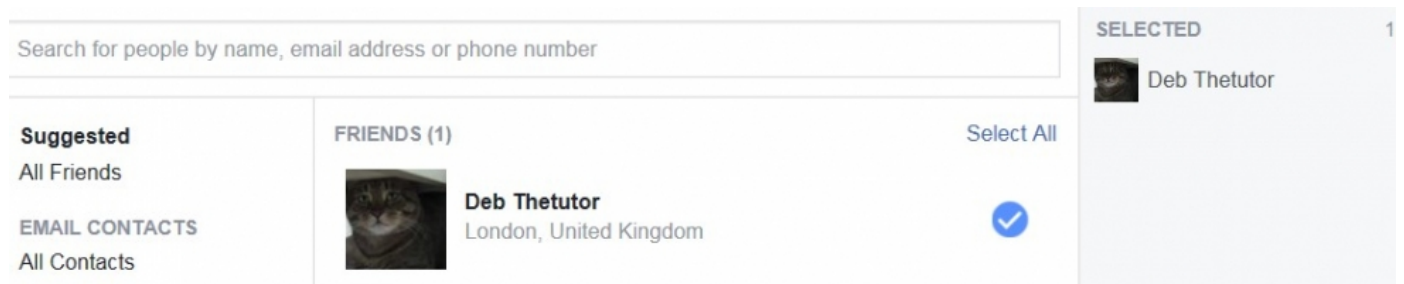 Search for people by name, email address or phone number
Suggested
All Friends
EMAIL CONTACTS
All Contacts
FRIENDS (1)
Select All
Deb Thetutor
London, United Kingdom
SELECTED 1
Deb Thetutor